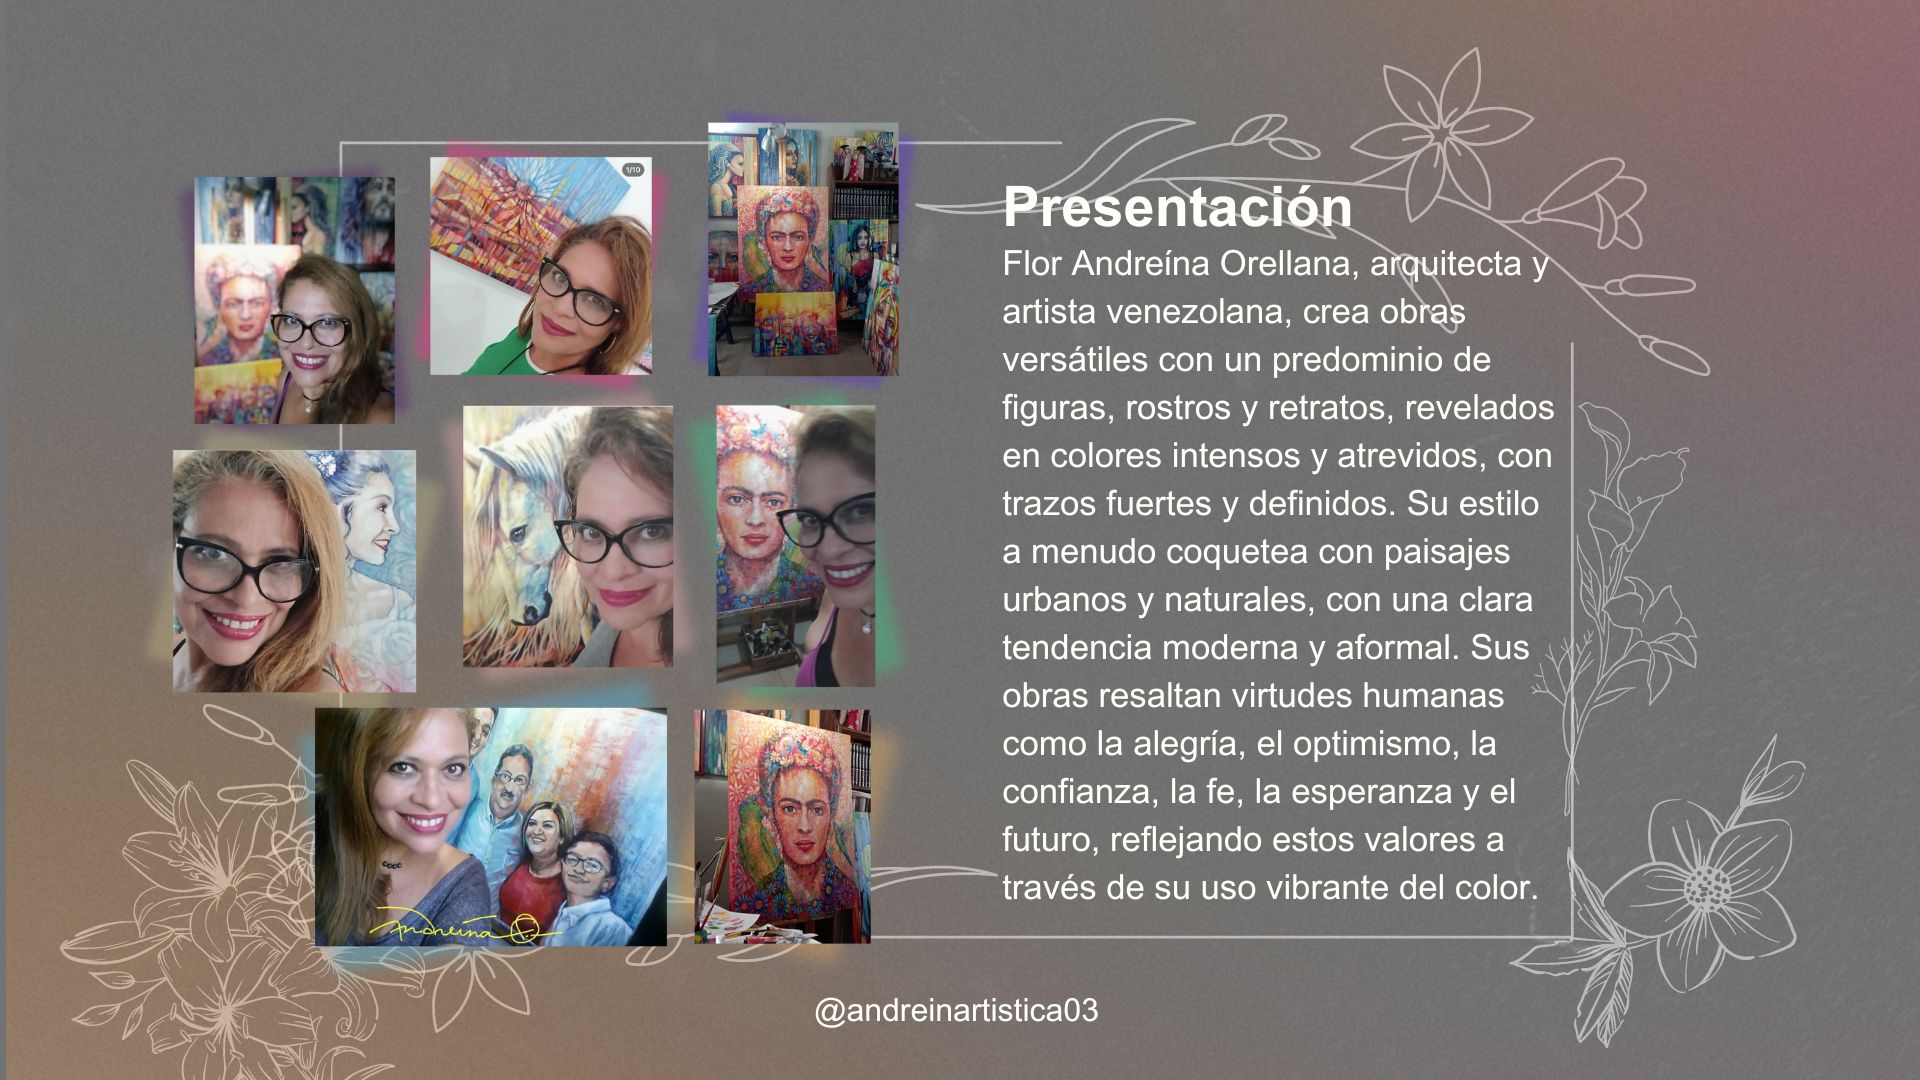 1/10
Presentación
Flor Andreína Orellana, arquitecta y
artista venezolana, crea obras
versátiles con un predominio de
figuras, rostros y retratos, revelados
en colores intensos y atrevidos, con
trazos fuertes y definidos. Su estilo
a menudo coquetea con paisajes
urbanos y naturales, con una clara
tendencia moderna y aformal. Sus
obras resaltan virtudes humanas
como la alegría, el optimismo, la
confianza, la fe, la esperanza y el
futuro, reflejando estos valores a
través de su uso vibrante del color.
Andreína O.
@andreinartistica03